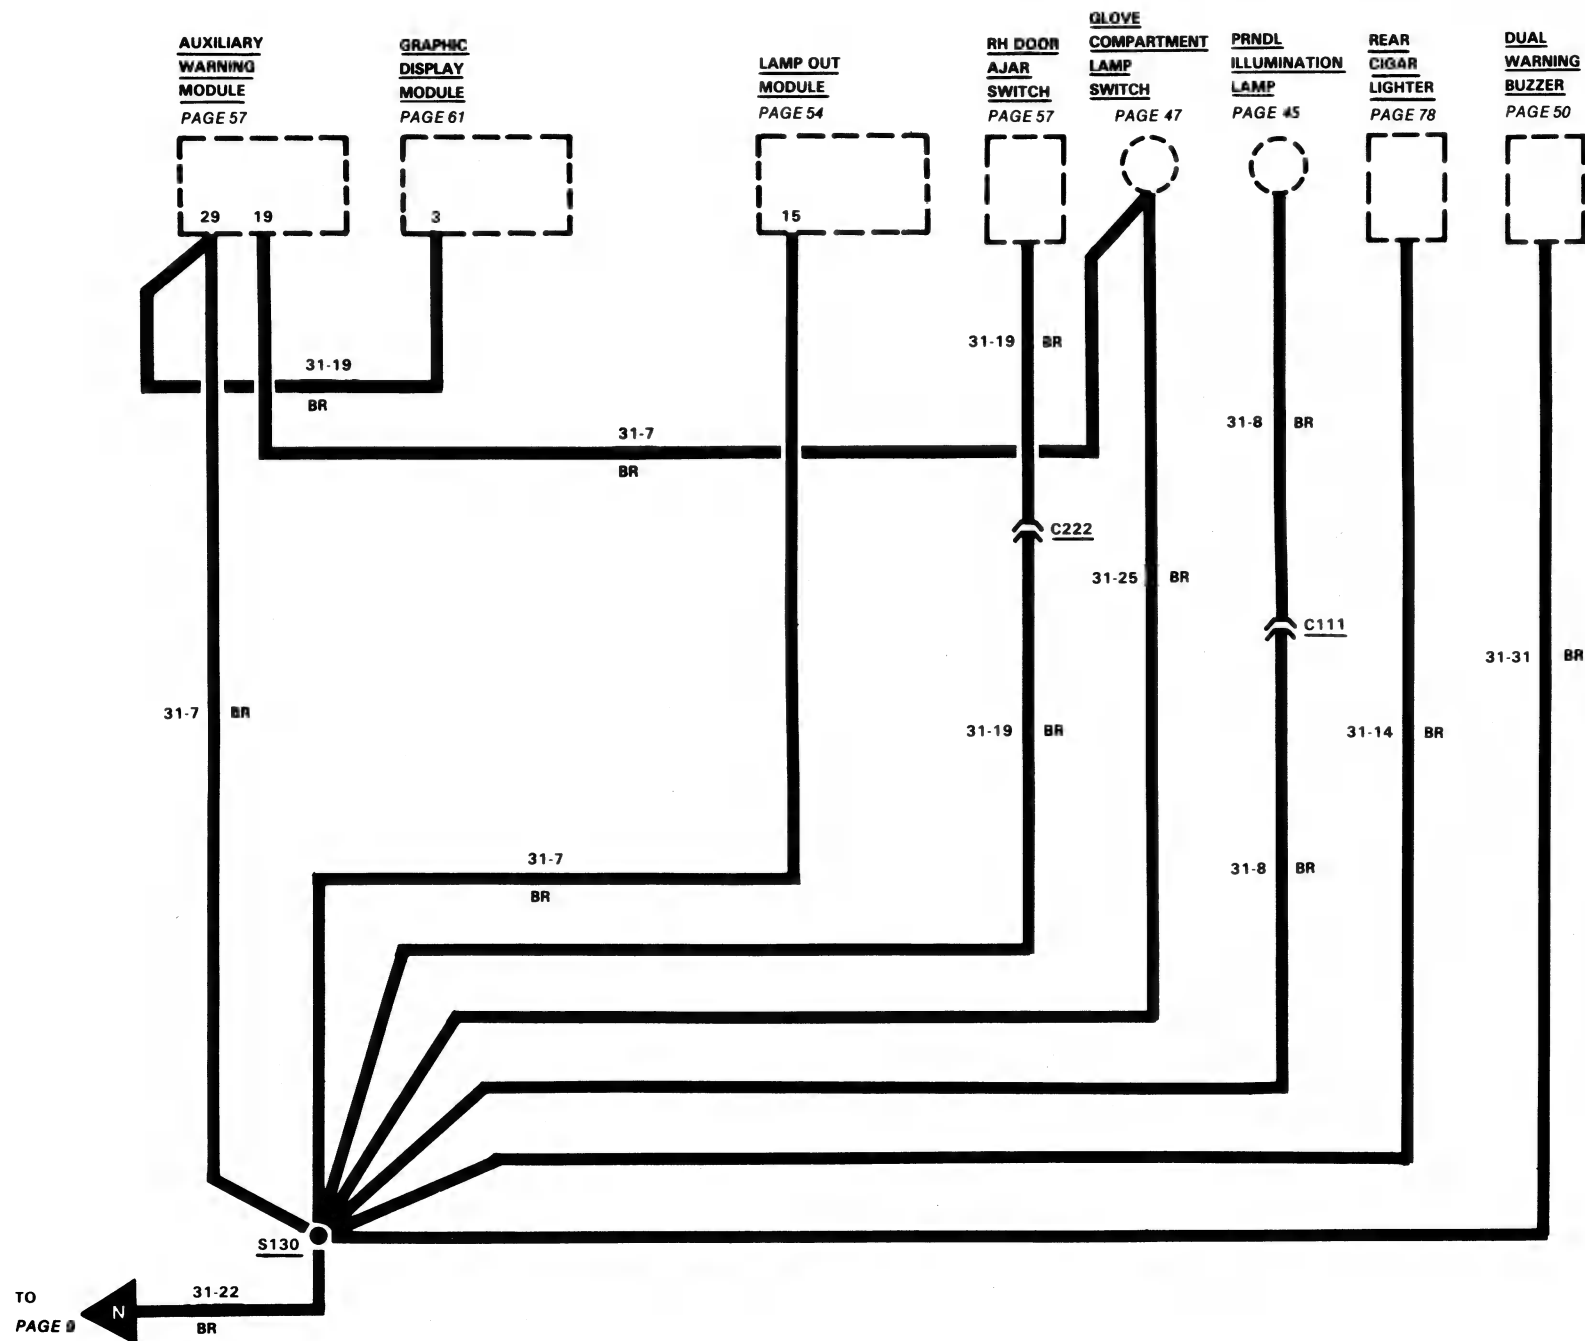 AUXILIARY
WARNING
MODULE
PAGE 57
GRAPHIC
DISPLAY
MODULE
PAGE 61
LAMP OUT
MODULE
PAGE 54
RH DOOR
AJAR
SWITCH
PAGE 57
GLOVE
COMPARTMENT
LAMP
SWITCH
PAGE 47
PRNDL
ILLUMINATION
LAMP
PAGE 45
REAR
CIGAR
LIGHTER
PAGE 78
DUAL
WARNING
BUZZER
PAGE 50
29 19
3
15
31-19
BR
31-19 BR
31-7
BR
31-8 BR
C222
31-25 BR
C111
31-31 BR
31-7 BR
31-19 BR
31-14 BR
31-7
BR
31-8 BR
S130
31-22
BR
TO
PAGE
N